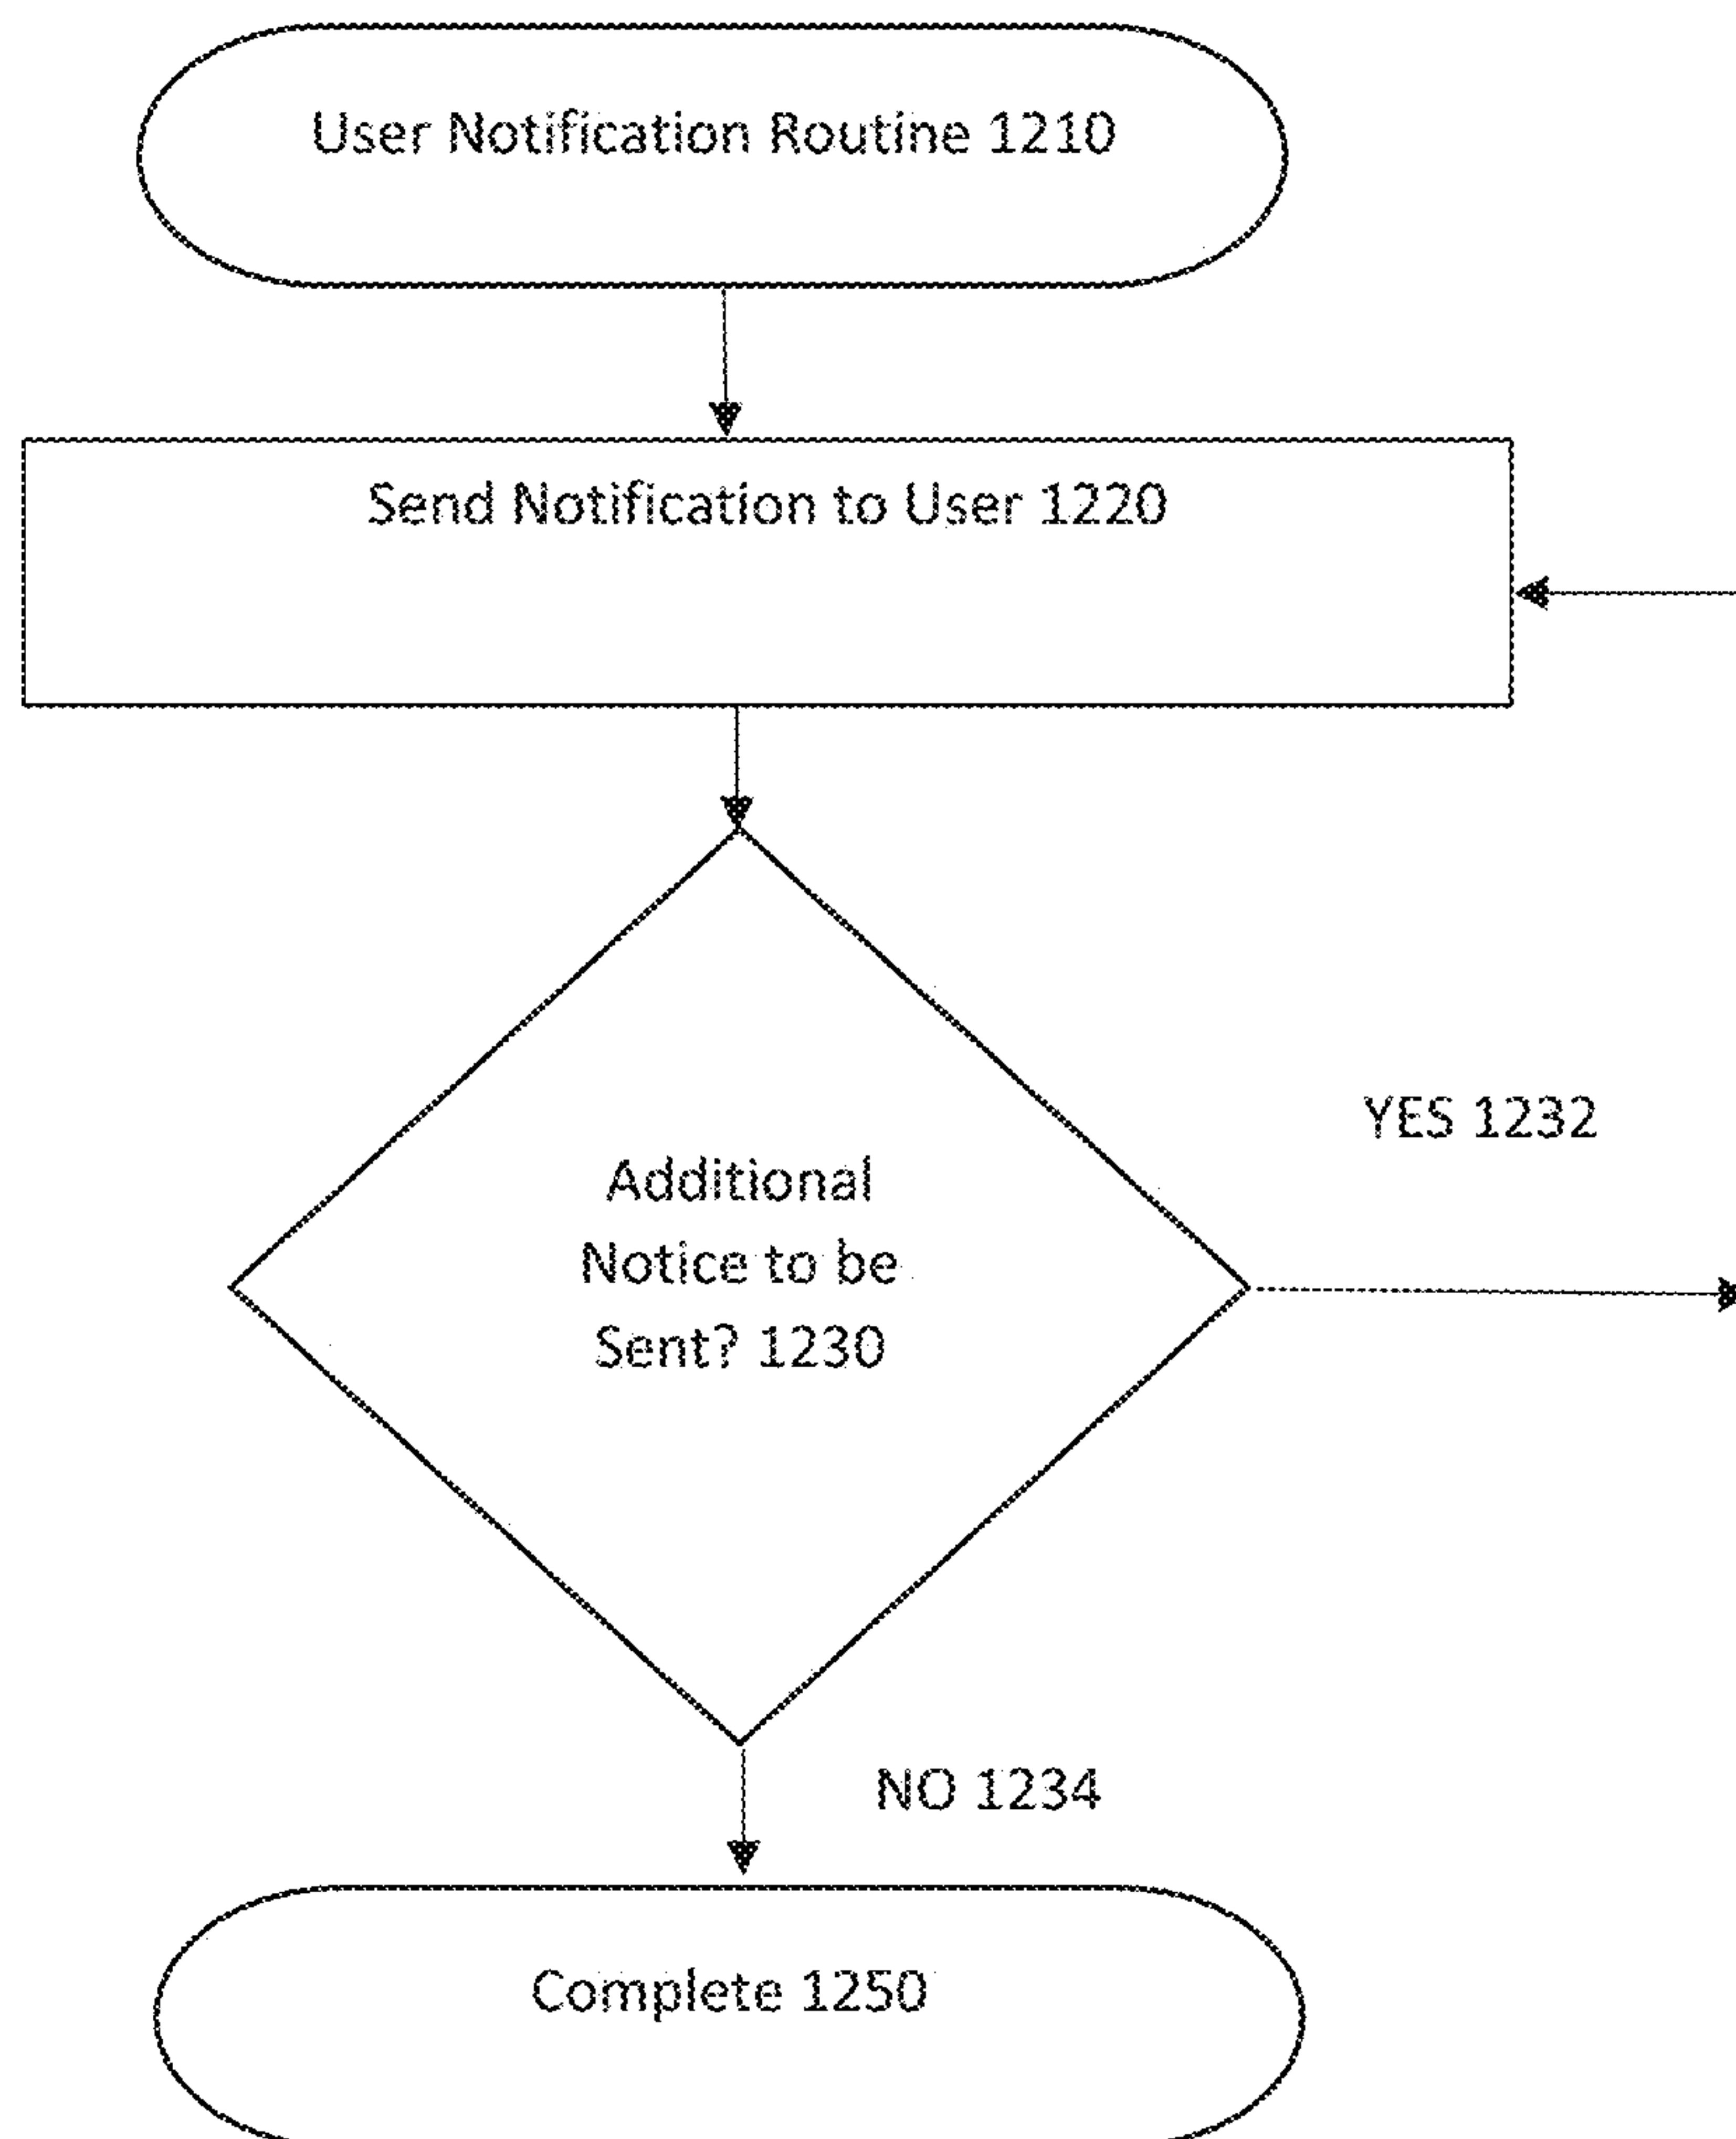 User Notification Routine 1210
Send Notification to User 1220
YES 1232
Additional
Notice to be
Sent? 1230
NO 1234
Complete 1250